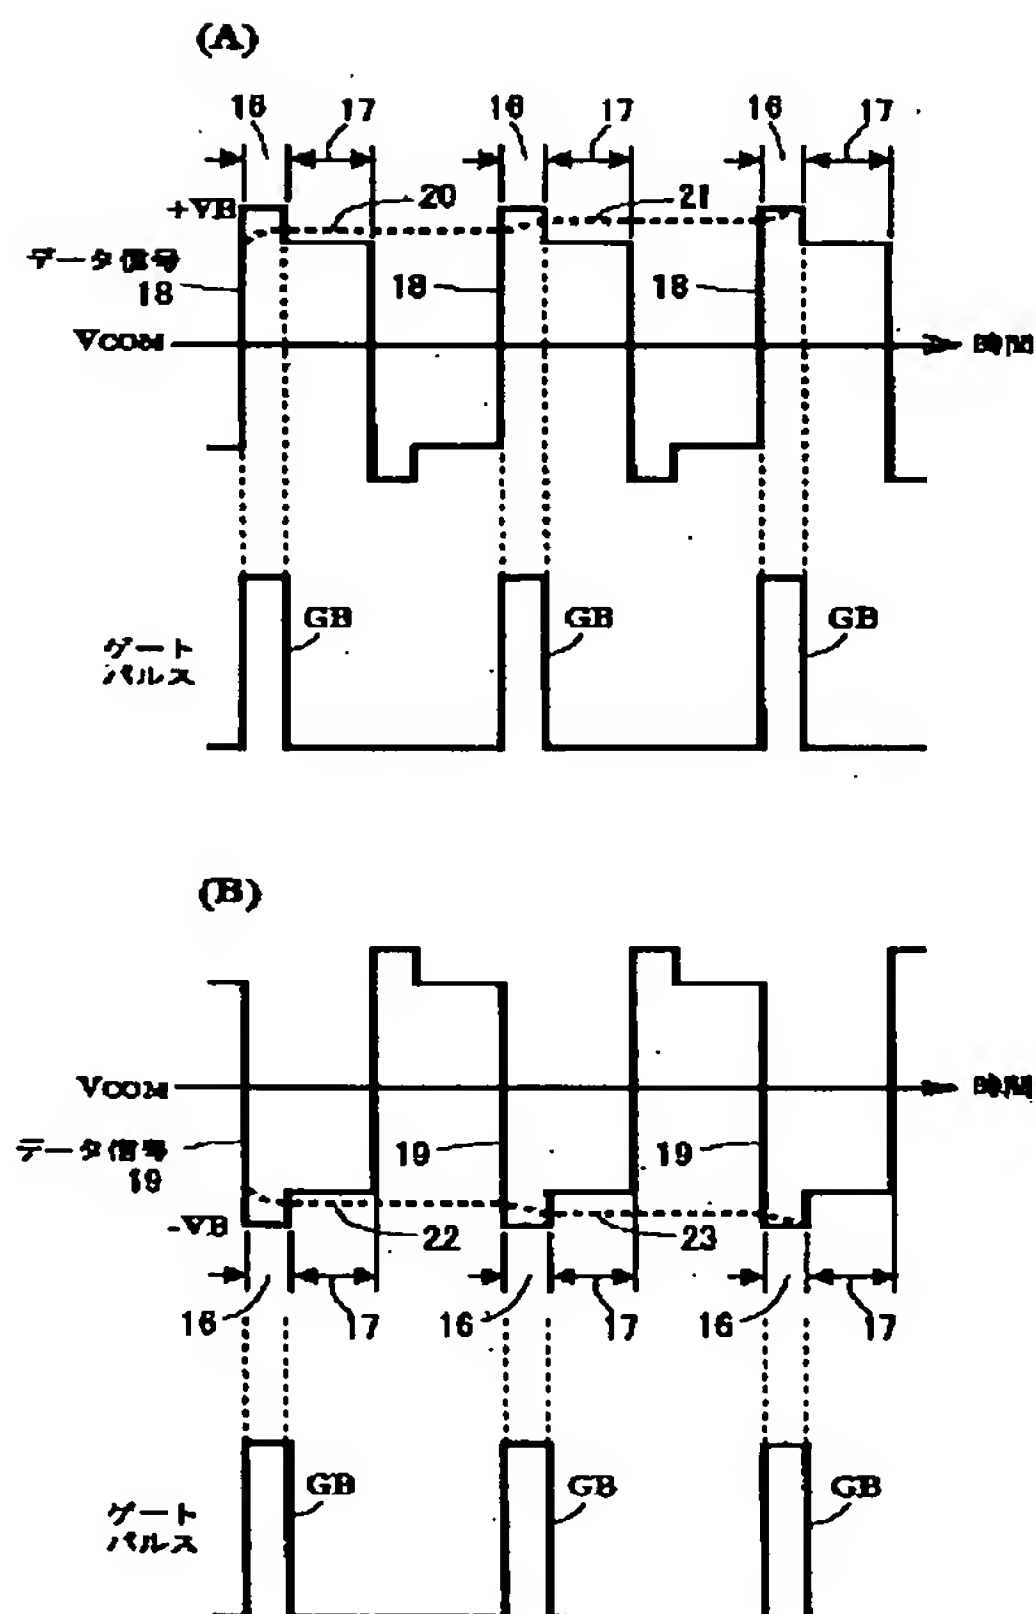 (A)
16 17 16 17 16 17
+VB 20 21
データ信号
18 18 18
VCOM 時間
GB GB GB
ゲート
パルス
(B)
VCOM 時間
データ信号
19 19 19
-VB 22 23
16 17 16 17 16 17
GB GB GB
ゲート
パルス